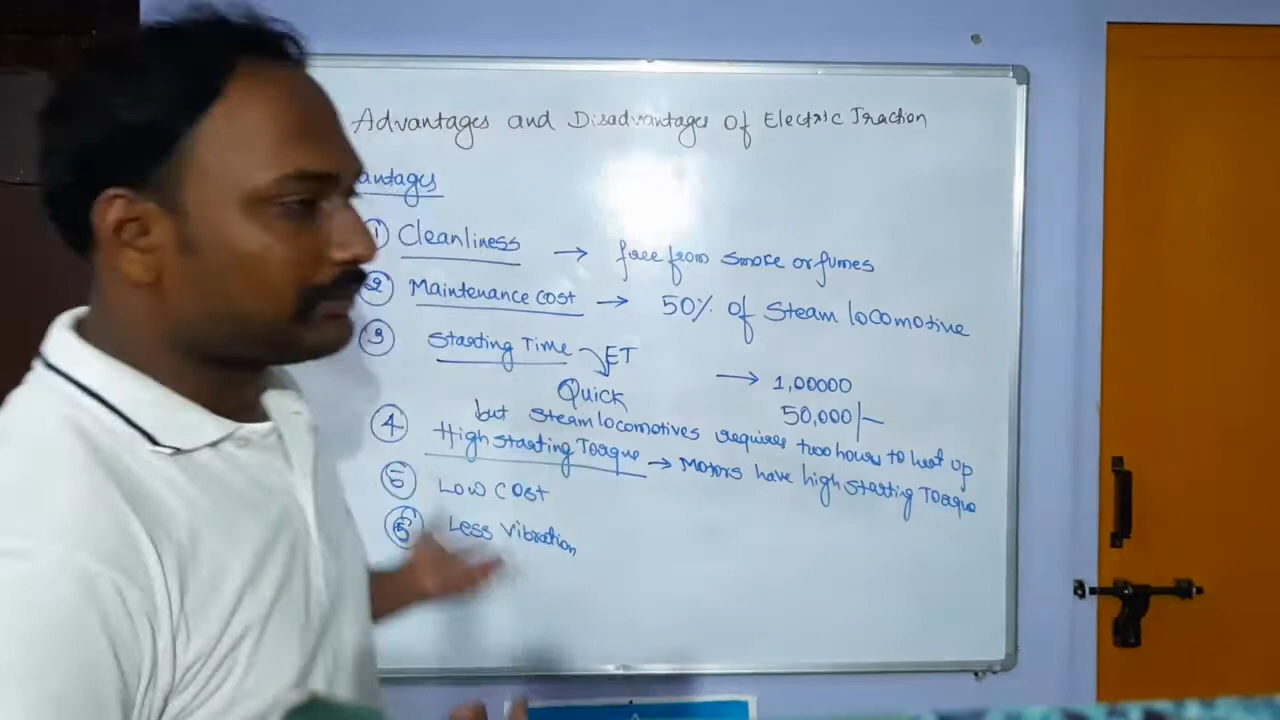 Advantages and Disadvantages Of Electric Traction
antages
① Cleanliness → free from smoke or fumes
② Maintenance cost → 50% of Steam locomotive
③ Starting Time ET
→ 1,00000
Quick
50,000/-
but steam locomotives requires two hours to heat up
④ High starting Torque → Motors have high starting Torque
⑤ Low cost
⑥ Less vibration